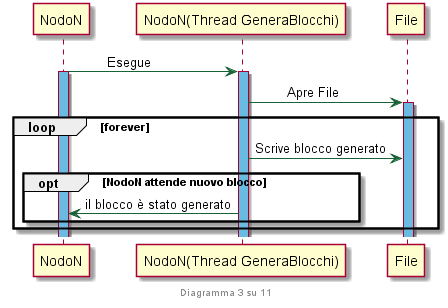 NodoN NodoN(Thread GeneraBlocchi) File
Esegue
Apre File
loop [forever]
Scrive blocco generato
opt [NodoN attende nuovo blocco]
il blocco è stato generato
NodoN NodoN(Thread GeneraBlocchi) File
Diagramma 3 su 11